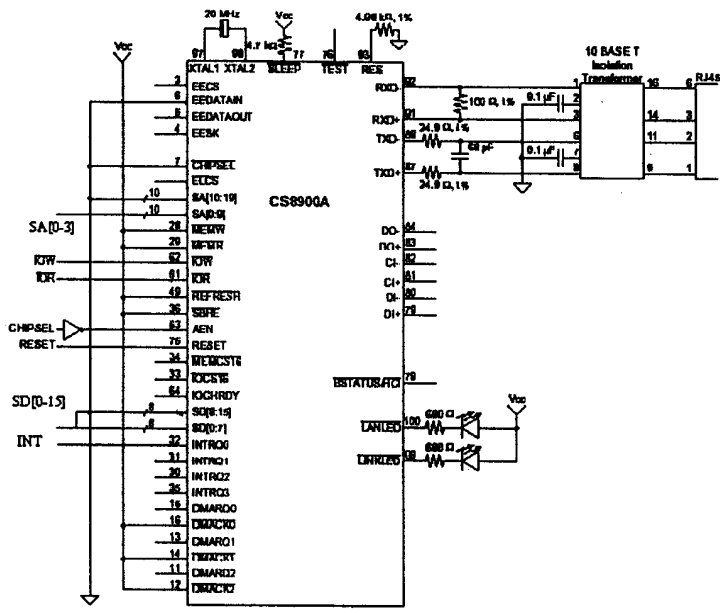 20 MHz
Vcc
4.99 kΩ, 1%
Vcc
4.7 kΩ
97
98
77
76
93
XTAL1 XTAL2 SLEEP TEST RES
10 BASE T
Isolation
Transformer
RJ45
3 EECS
6 EEDATAIN
5 EEDATAOUT
4 EESK
7 CHIPSEL
ELCS
10 SA[10:19]
10 SA[0:9]
SA[0-3]
28 MEMW
29 MEMR
IOW 62 IOW
IOR 61 IOR
49 REFRESH
36 SBHE
CHIPSEL 63 AEN
RESET 75 RESET
34 MEMCS16
33 IOCS16
64 IOCHRDY
SD[0-15]
8 SD[8:15]
8 SD[0:7]
INT 32 INTRQ0
31 INTRQ1
30 INTRQ2
35 INTRQ3
15 DMARQ0
16 DMACK0
13 DMARQ1
14 DMACK1
11 DMARQ2
12 DMACK2
CS8900A
RXD- 92
100 Ω, 1%
RXD+ 91
24.9 Ω, 1%
TXD- 88
68 pF
TXD+ 87
24.9 Ω, 1%
0.1 µF
0.1 µF
1 16 6
2
3 14 3
6 11 2
7
8 9 1
DO- 84
DO+ 83
CI- 82
CI+ 81
DI- 80
DI+ 79
BSTATUS/HCI 78
LANLED 100 680 Ω
Vcc
LINKLED 99 680 Ω